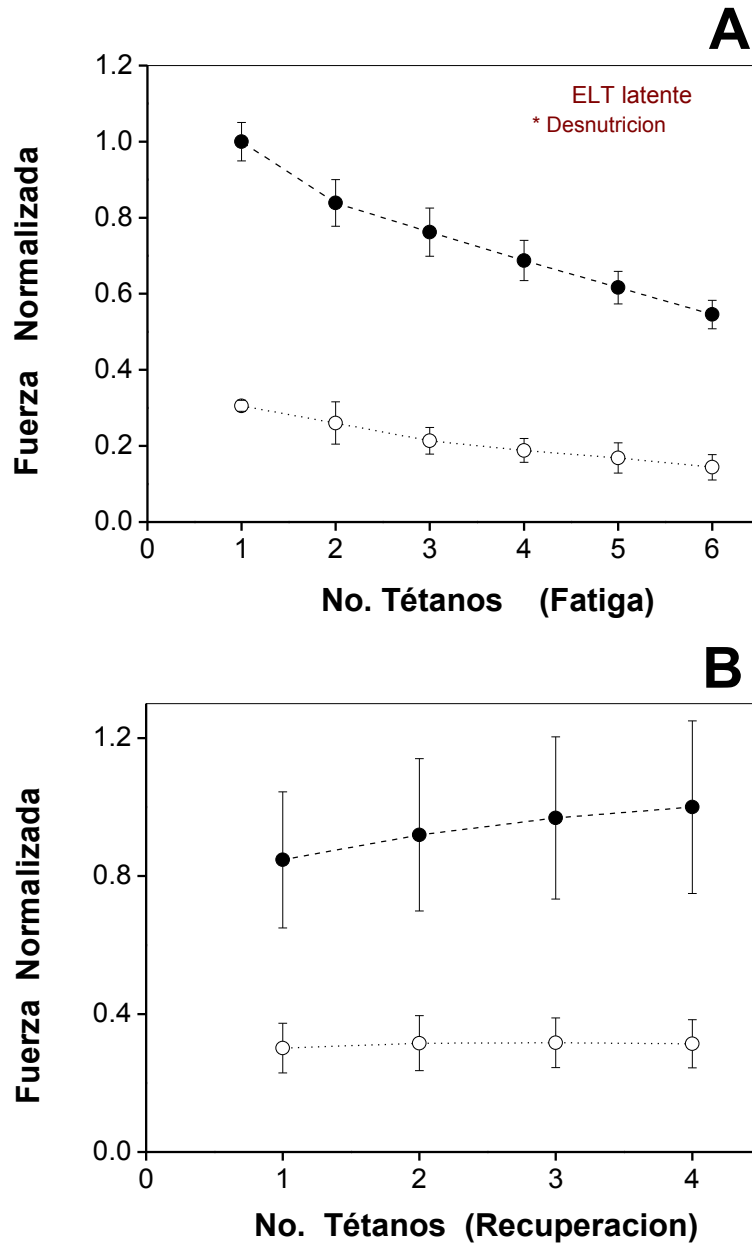 A
1.2
1.0
0.8
0.6
0.4
0.2
0.0
Fuerza Normalizada
ELT latente
* Desnutricion
0 1 2 3 4 5 6
No. Tétanos (Fatiga)
B
1.2
0.8
0.4
0.0
Fuerza Normalizada
0 1 2 3 4
No. Tétanos (Recuperacion)